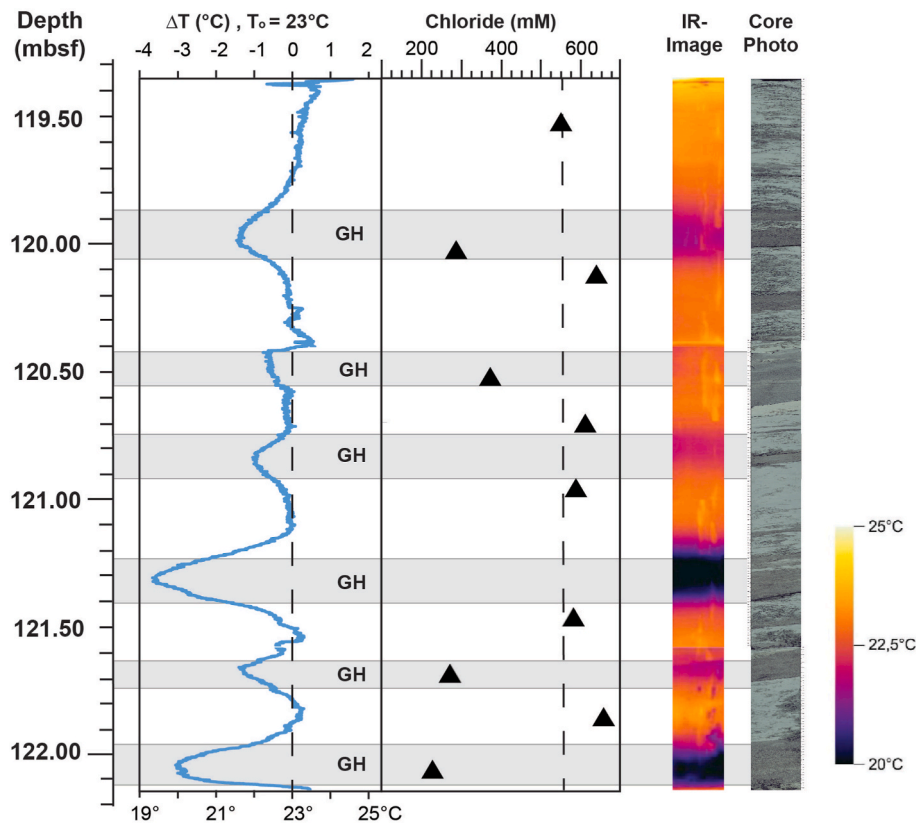 Depth
(mbsf)
ΔT (°C) , T₀ = 23°C
-4 -3 -2 -1 0 1 2
Chloride (mM)
200 400 600
IR-
Image
Core
Photo
119.50
120.00
GH
120.50
GH
GH
121.00
25°C
GH
121.50
22,5°C
GH
122.00
GH
20°C
19° 21° 23° 25°C